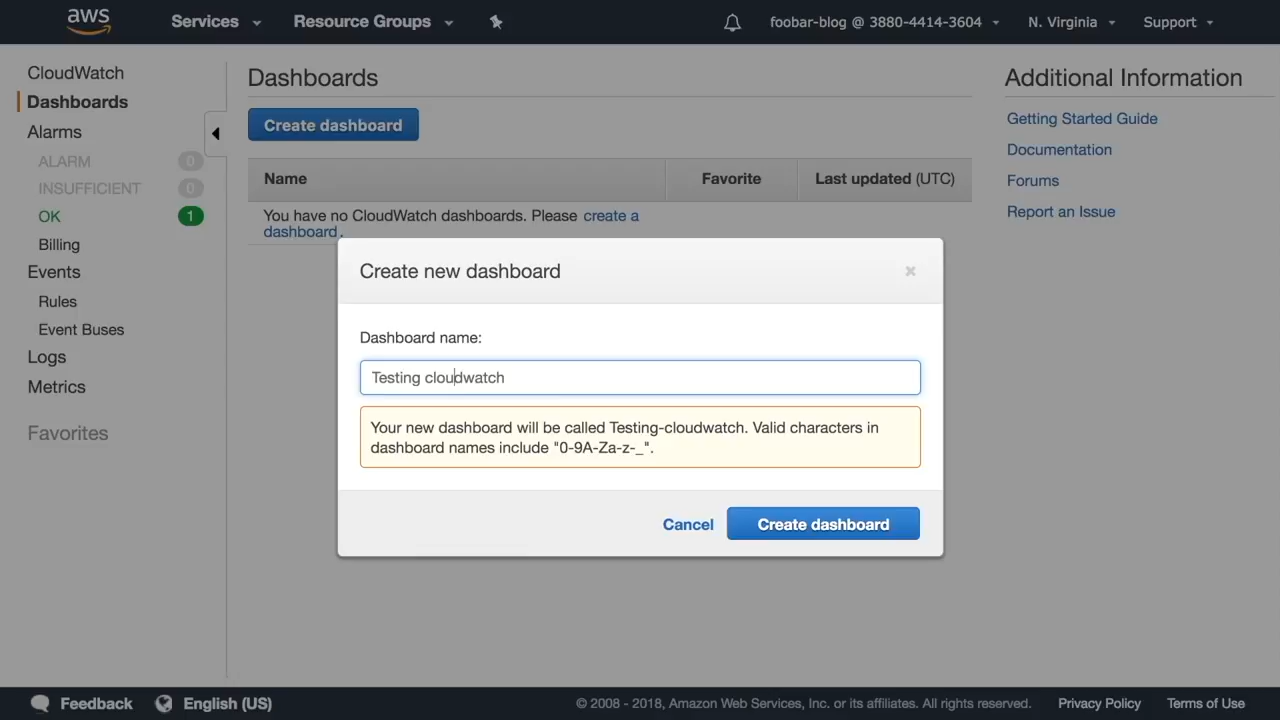 aws
Services
Resource Groups
foobar-blog @ 3880-4414-3604
N. Virginia
Support
CloudWatch
Dashboards
Alarms
ALARM 0
INSUFFICIENT 0
OK 1
Billing
Events
Rules
Event Buses
Logs
Metrics
Favorites
Dashboards
Create dashboard
Name
Favorite
Last updated (UTC)
You have no CloudWatch dashboards. Please create a
dashboard.
Create new dashboard
Dashboard name:
Testing cloudwatch
Your new dashboard will be called Testing-cloudwatch. Valid characters in
dashboard names include "0-9A-Za-z-_".
Cancel
Create dashboard
Additional Information
Getting Started Guide
Documentation
Forums
Report an Issue
Feedback
English (US)
© 2008 - 2018, Amazon Web Services, Inc. or its affiliates. All rights reserved.
Privacy Policy
Terms of Use